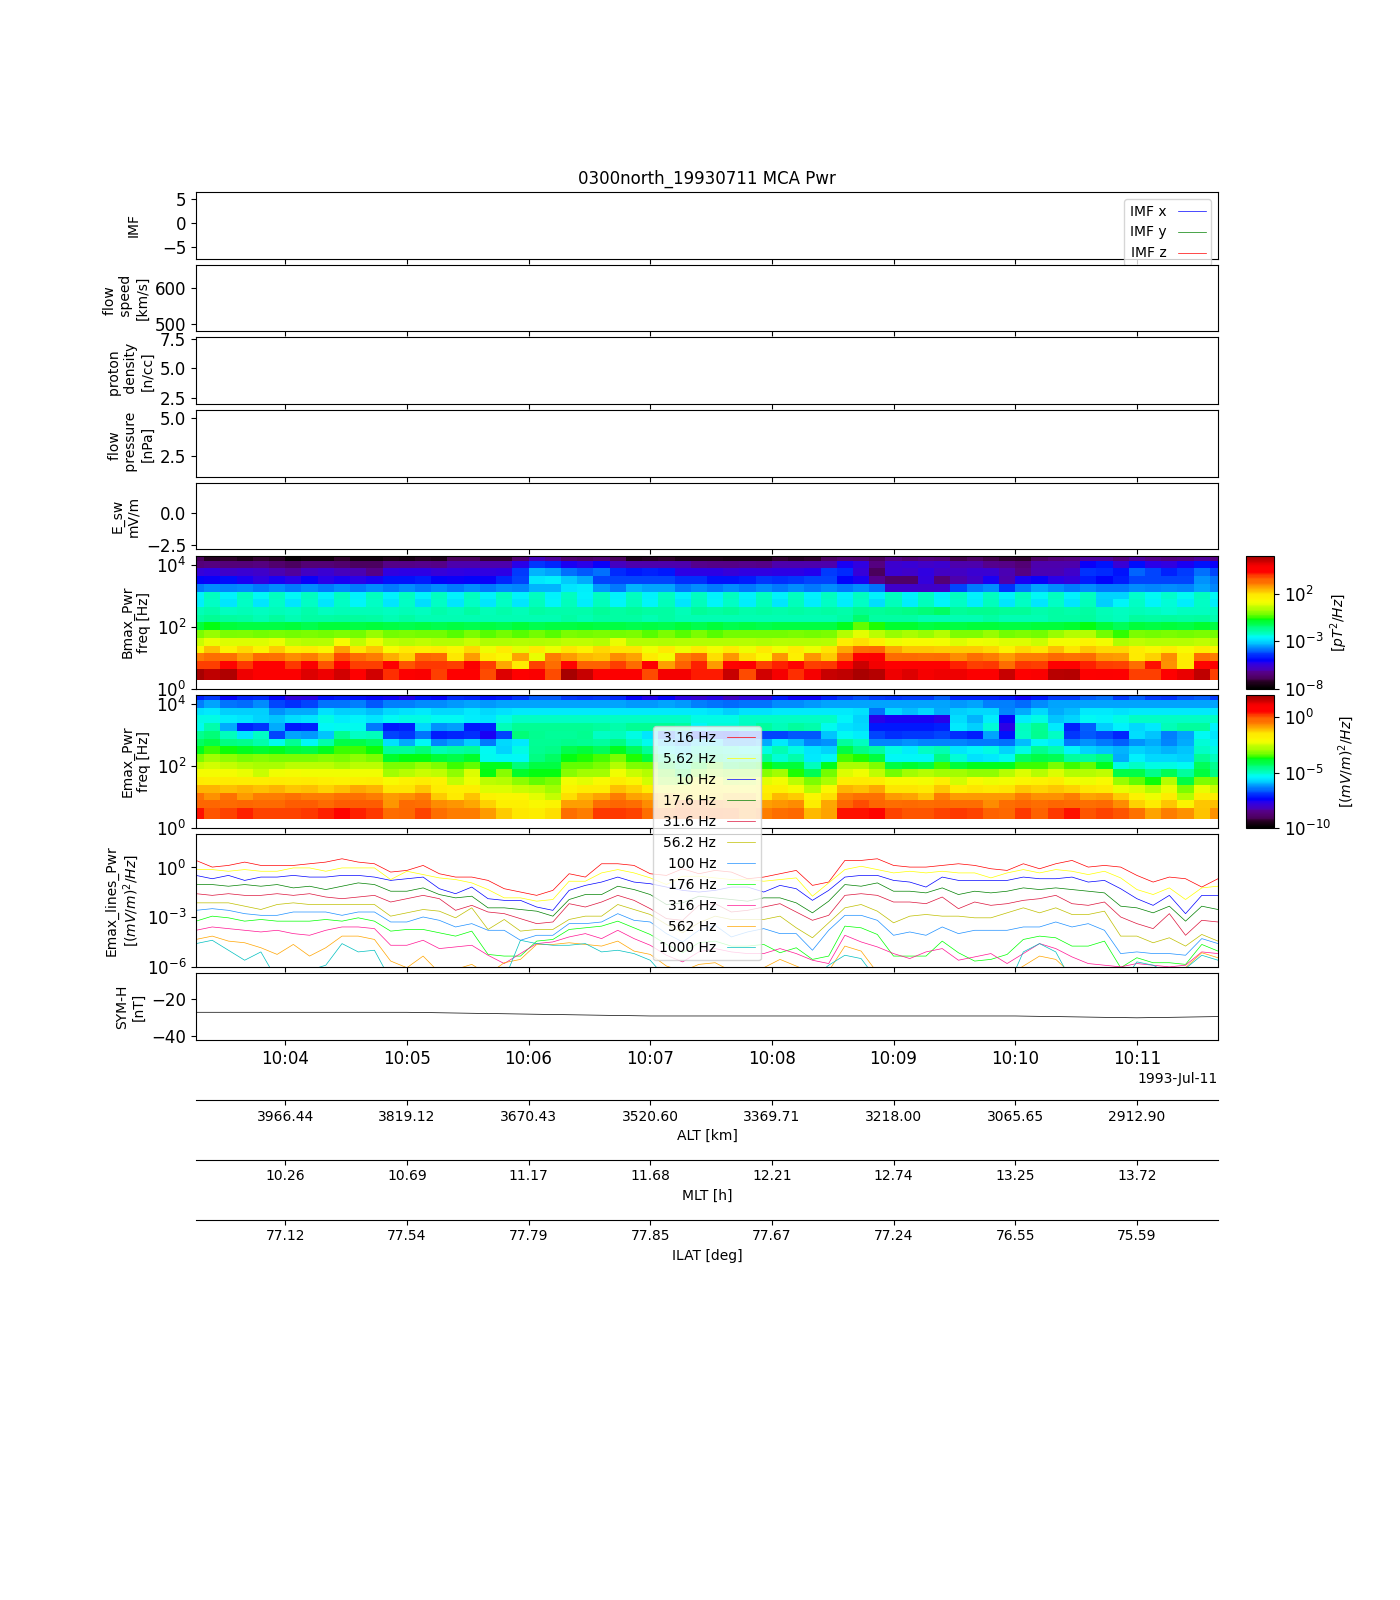 0300north_19930711 MCA Pwr
IMF
5
0
−5
IMF x
IMF y
IMF z
flow
speed
[km/s]
600
500
proton
density
[n/cc]
7.5
5.0
2.5
flow
pressure
[nPa]
5.0
2.5
E_sw
mV/m
0.0
−2.5
Bmax_Pwr
freq [Hz]
10^4
10^2
10^0
10^2
10^−3
10^−8
[pT^2/Hz]
Emax_Pwr
freq [Hz]
10^4
10^2
10^0
10^0
10^−5
10^−10
[(mV/m)^2/Hz]
3.16 Hz
5.62 Hz
10 Hz
17.6 Hz
31.6 Hz
56.2 Hz
100 Hz
176 Hz
316 Hz
562 Hz
1000 Hz
Emax_lines_Pwr
[(mV/m)^2/Hz]
10^0
10^−3
10^−6
SYM-H
[nT]
−20
−40
10:04 10:05 10:06 10:07 10:08 10:09 10:10 10:11
1993-Jul-11
3966.44 3819.12 3670.43 3520.60 3369.71 3218.00 3065.65 2912.90
ALT [km]
10.26 10.69 11.17 11.68 12.21 12.74 13.25 13.72
MLT [h]
77.12 77.54 77.79 77.85 77.67 77.24 76.55 75.59
ILAT [deg]